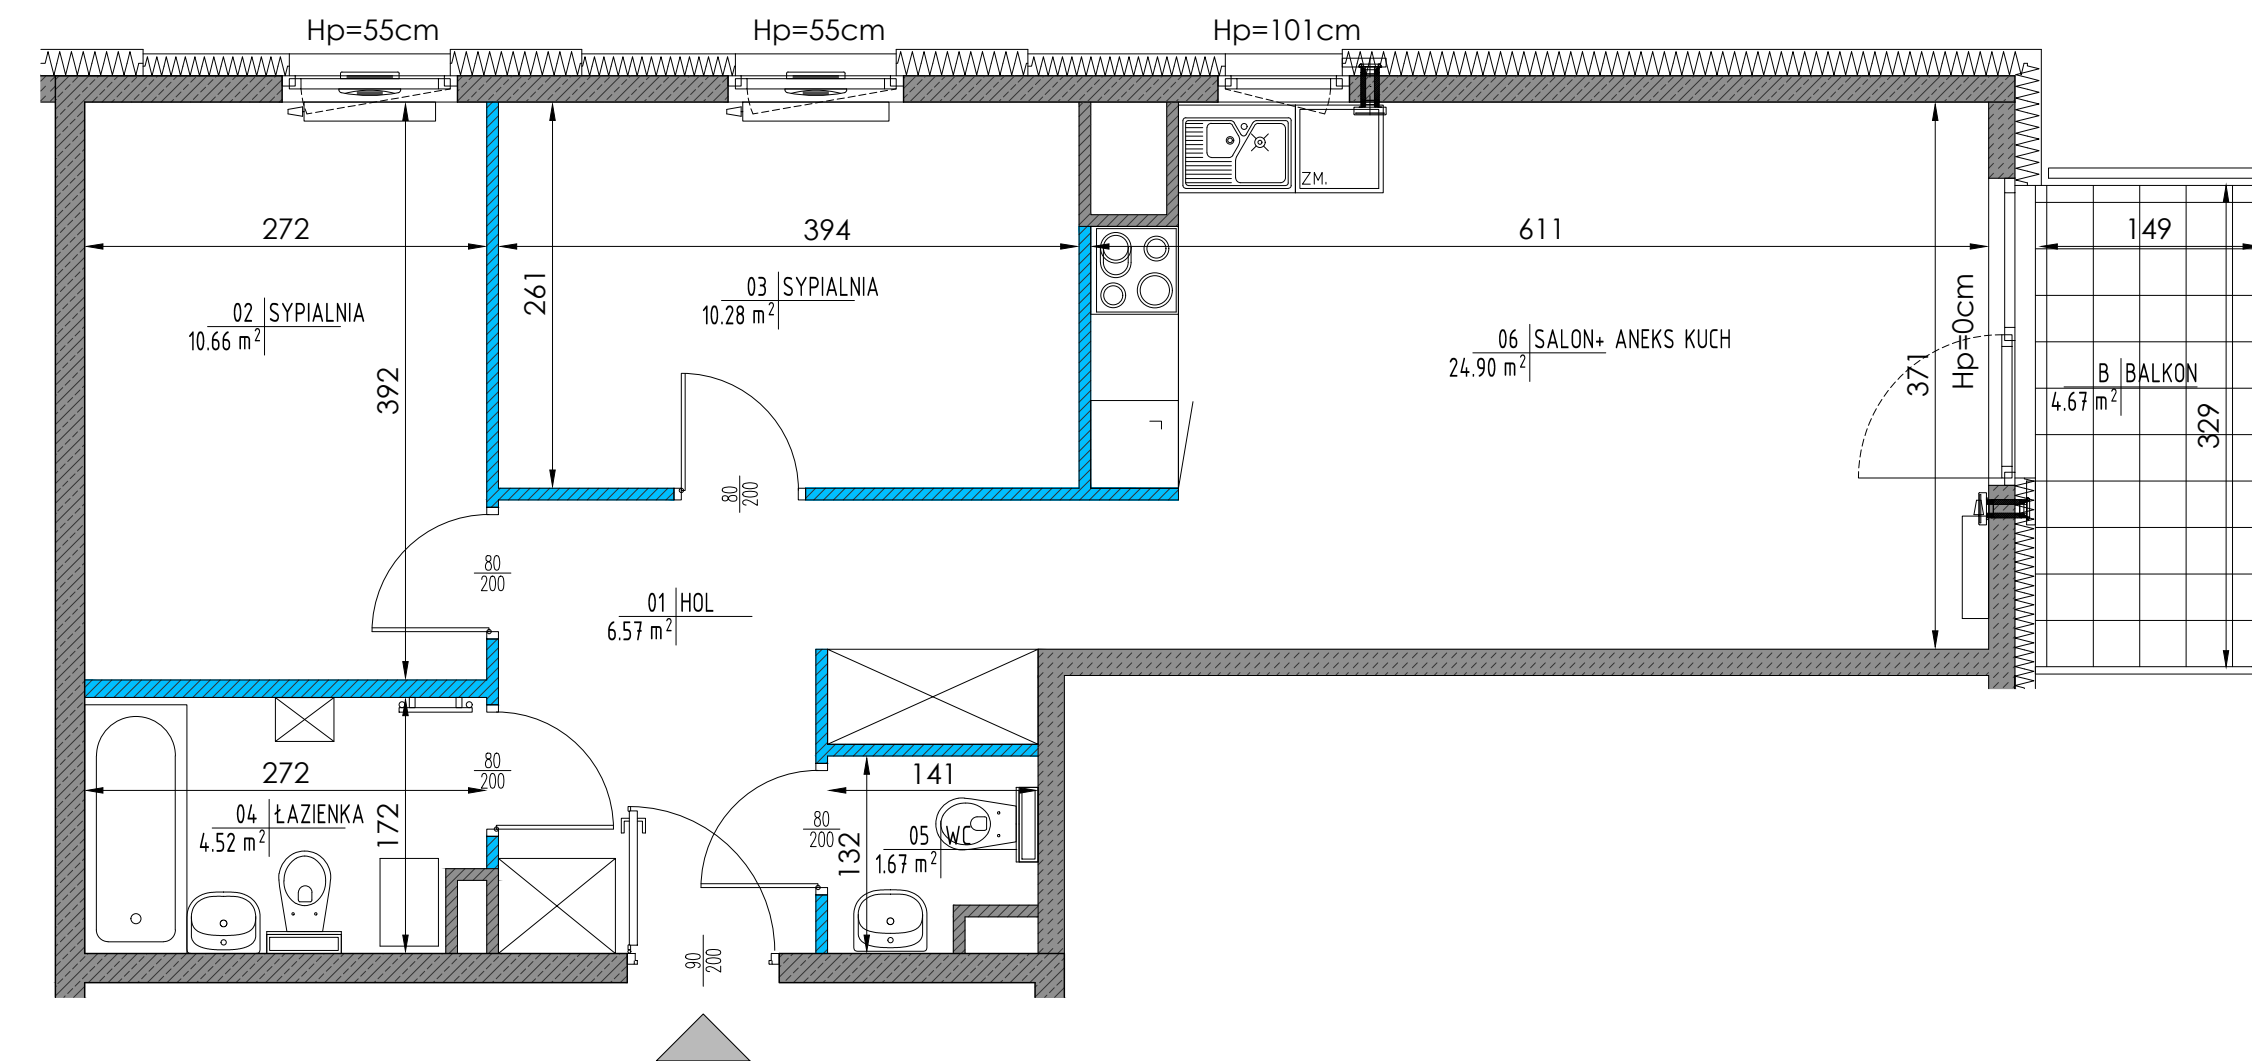 Hp=55cm
Hp=55cm
Hp=101cm
ZM.
272
394
611
149
261
02 SYPIALNIA
10.66 m²
03 SYPIALNIA
10.28 m²
06 SALON+ ANEKS KUCH
24.90 m²
Hp=0cm
371
B BALKON
4.67 m²
329
392
80
200
80
200
01 HOL
6.57 m²
80
200
272
04 ŁAZIENKA
4.52 m²
172
141
80
200
132
05 WC
1.67 m²
90
200